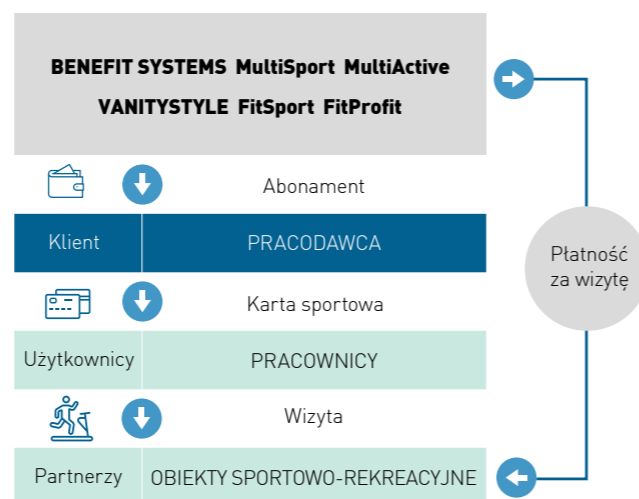 BENEFIT SYSTEMS MultiSport MultiActive
VANITYSTYLE FitSport FitProfit
Abonament
Klient PRACODAWCA
Płatność
za wizytę
Karta sportowa
Użytkownicy PRACOWNICY
Wizyta
Partnerzy OBIEKTY SPORTOWO-REKREACYJNE